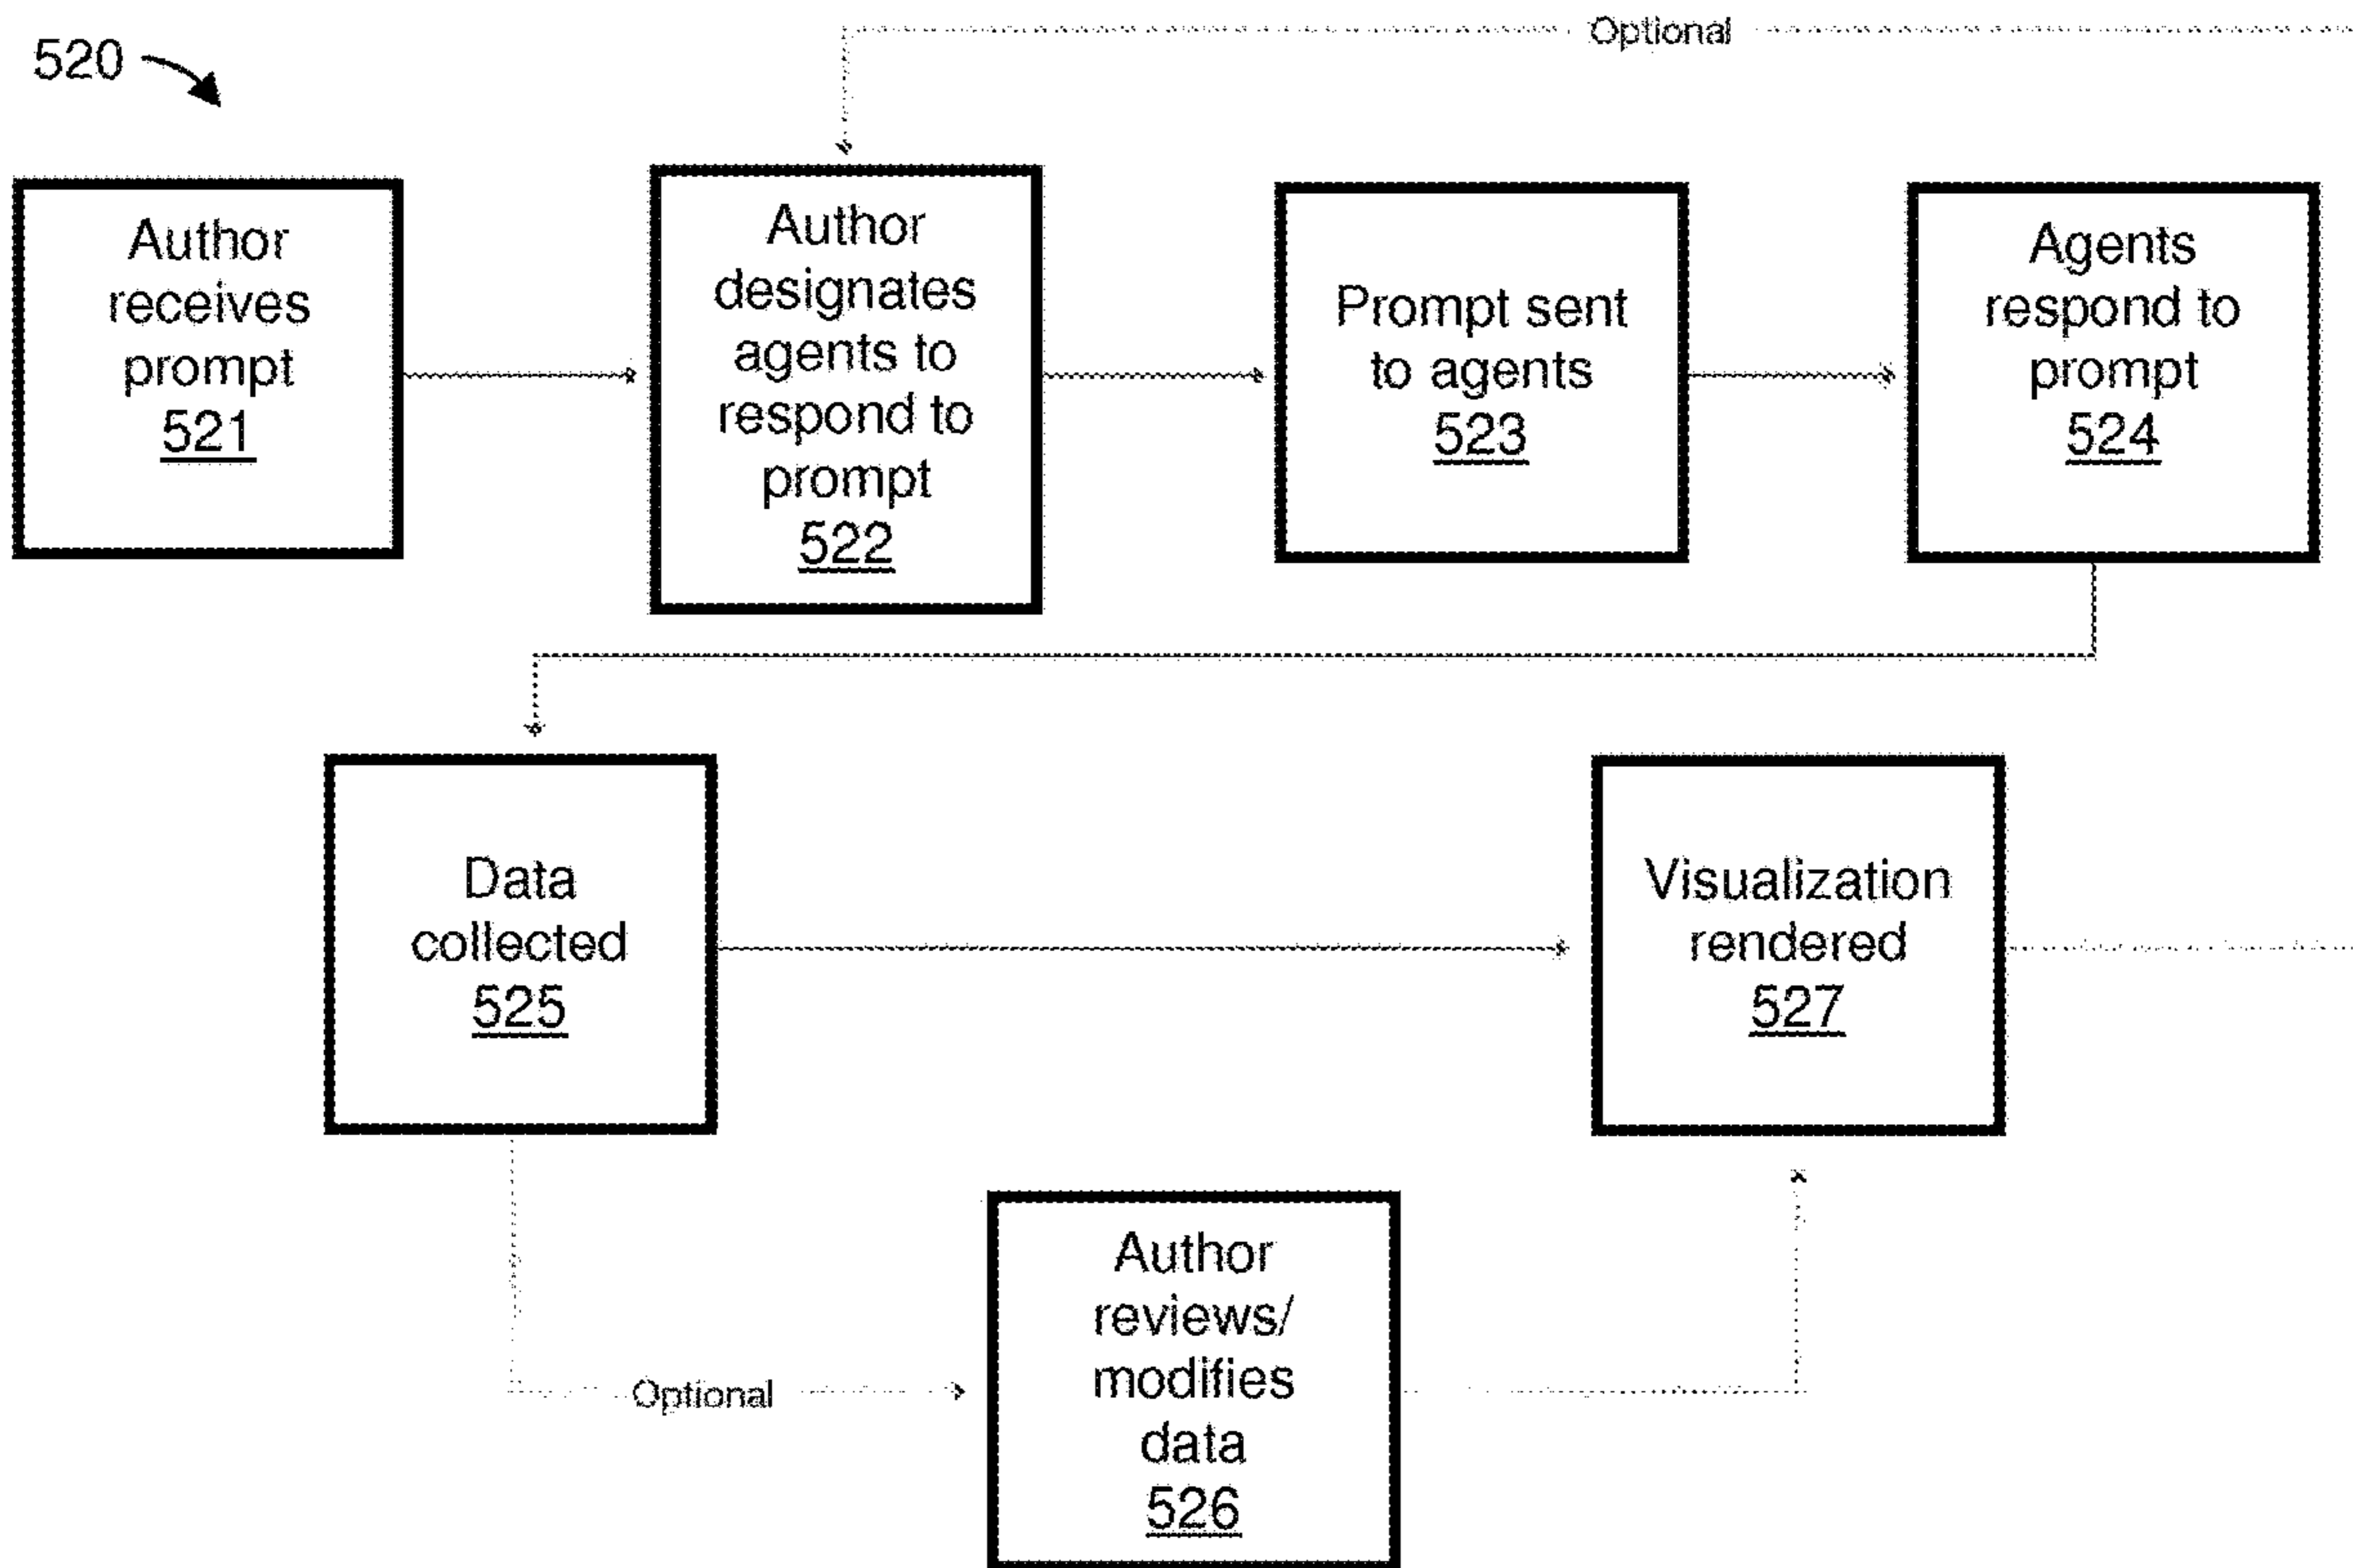 Optional
520
Author
receives
prompt
521
Author
designates
agents to
respond to
prompt
522
Prompt sent
to agents
523
Agents
respond to
prompt
524
Data
collected
525
Visualization
rendered
527
Optional
Author
reviews/
modifies
data
526